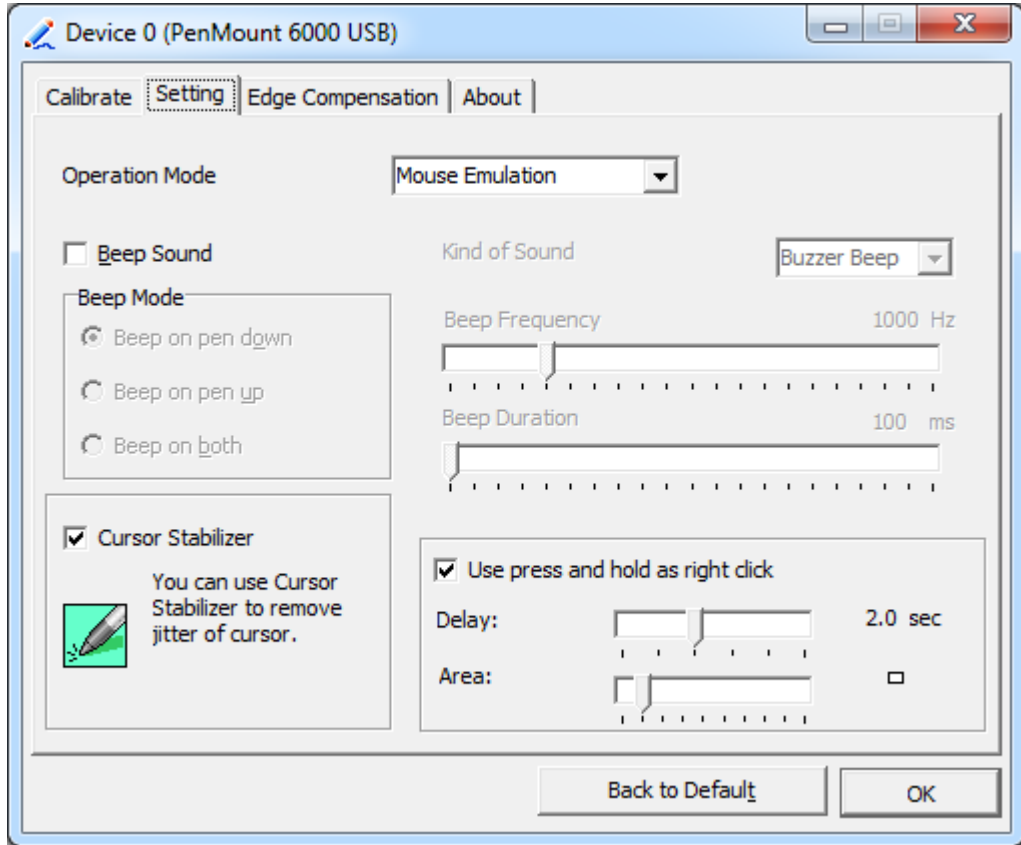 Device 0 (PenMount 6000 USB)
Calibrate Setting Edge Compensation About
Operation Mode Mouse Emulation
Beep Sound Kind of Sound Buzzer Beep
Beep Mode
Beep on pen down
Beep on pen up
Beep on both
Beep Frequency 1000 Hz
Beep Duration 100 ms
Cursor Stabilizer
You can use Cursor
Stabilizer to remove
jitter of cursor.
Use press and hold as right click
Delay: 2.0 sec
Area:
Back to Default OK